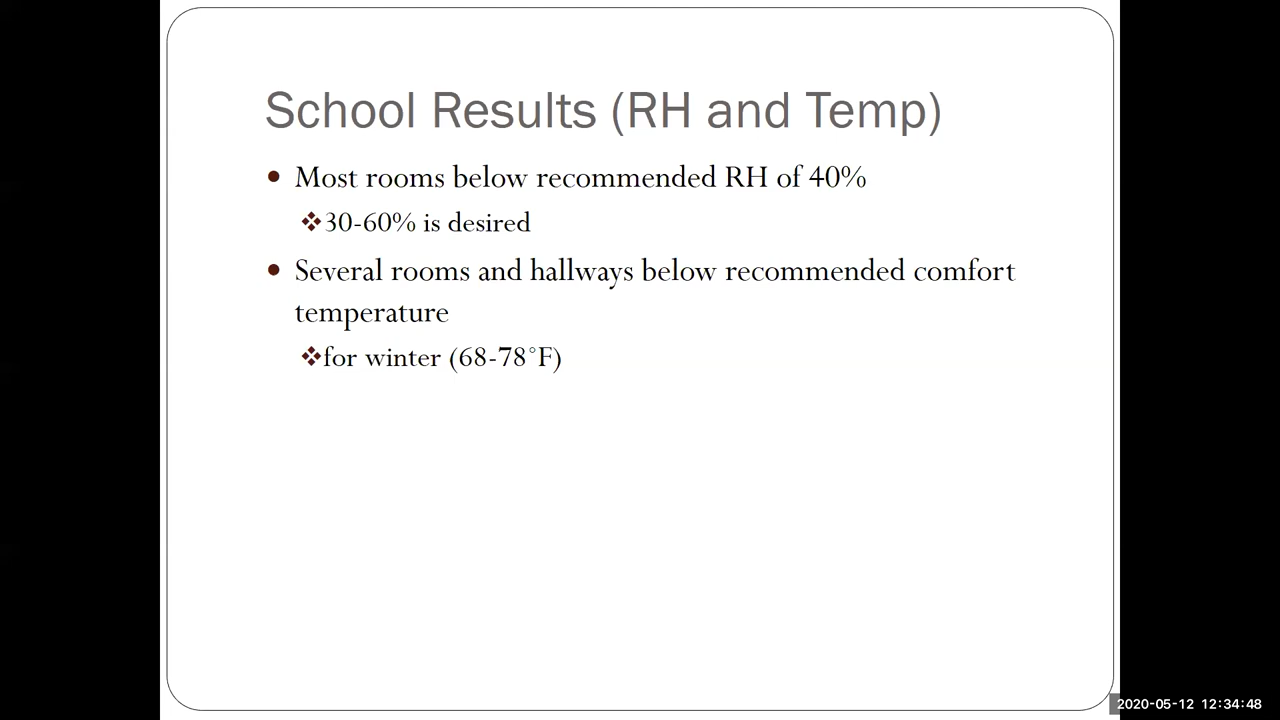 School Results (RH and Temp)
• Most rooms below recommended RH of 40%
❖30-60% is desired
• Several rooms and hallways below recommended comfort
temperature
❖for winter (68-78°F)
2020-05-12 12:34:48